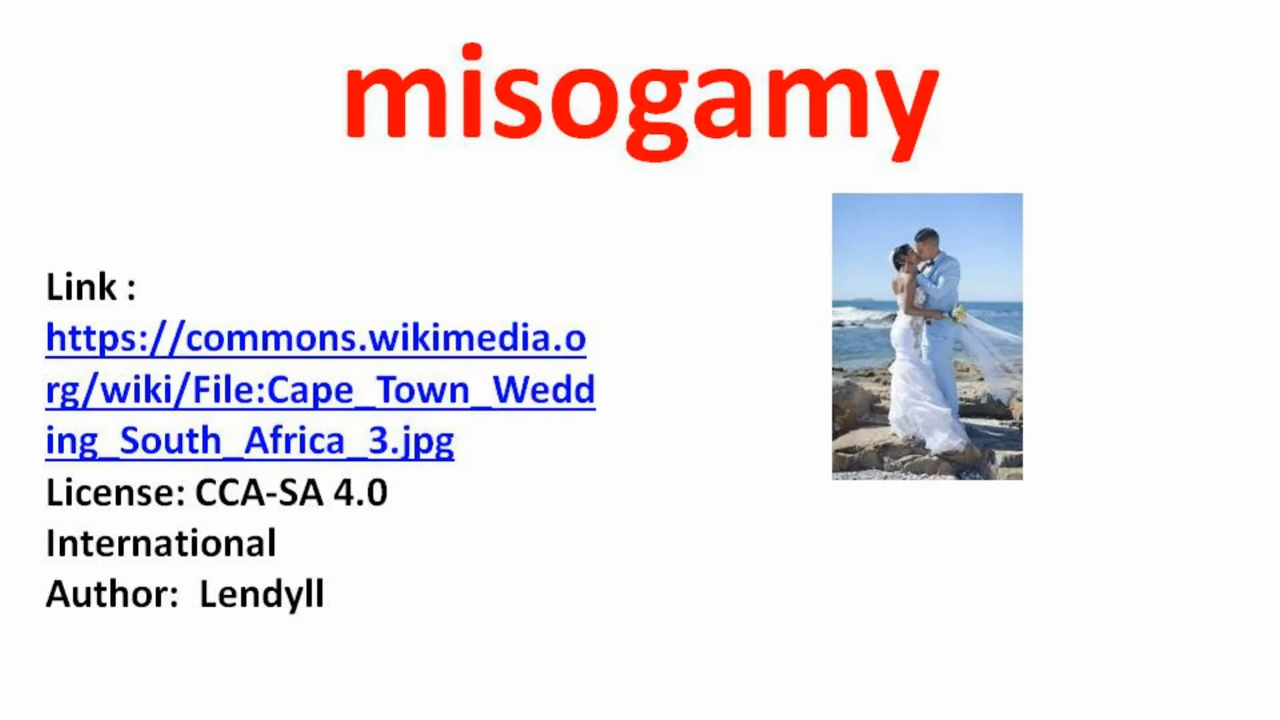 misogamy
Link :
https://commons.wikimedia.o
rg/wiki/File:Cape_Town_Wedd
ing_South_Africa_3.jpg
License: CCA-SA 4.0
International
Author:  Lendyll